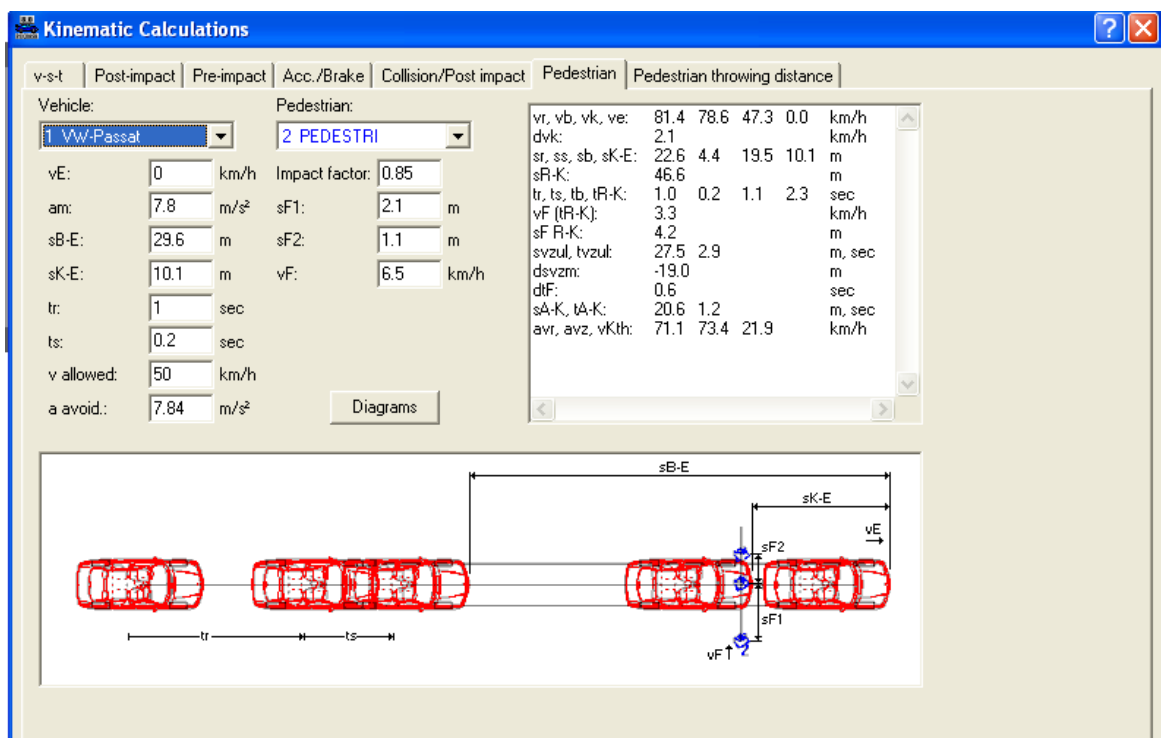 Kinematic Calculations
v-s-t Post-impact Pre-impact Acc./Brake Collision/Post impact Pedestrian Pedestrian throwing distance
Vehicle: Pedestrian:
1 VW-Passat 2 PEDESTRI
vE: 0 km/h Impact factor: 0.85
am: 7.8 m/s² sF1: 2.1 m
sB-E: 29.6 m sF2: 1.1 m
sK-E: 10.1 m vF: 6.5 km/h
tr: 1 sec
ts: 0.2 sec
v allowed: 50 km/h
a avoid.: 7.84 m/s² Diagrams
vr, vb, vk, ve: 81.4 78.6 47.3 0.0 km/h
dvk: 2.1 km/h
sr, ss, sb, sK-E: 22.6 4.4 19.5 10.1 m
sR-K: 46.6 m
tr, ts, tb, tR-K: 1.0 0.2 1.1 2.3 sec
vF (tR-K): 3.3 km/h
sF R-K: 4.2 m
svzul, tvzul: 27.5 2.9 m, sec
dsvzm: -19.0 m
dtF: 0.6 sec
sA-K, tA-K: 20.6 1.2 m, sec
avr, avz, vKth: 71.1 73.4 21.9 km/h
sB-E
sK-E
vE
sF2
sF1
tr ts
vF 2